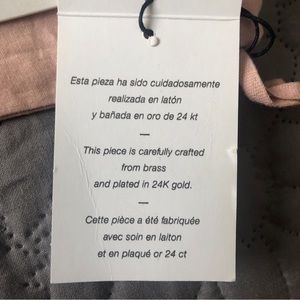 Esta pieza ha sido cuidadosamente
realizada en latón
y bañada en oro de 24 kt
—
This piece is carefully crafted
from brass
and plated in 24K gold.
—
Cette pièce a été fabriquée
avec soin en laiton
et en plaqué or 24 ct